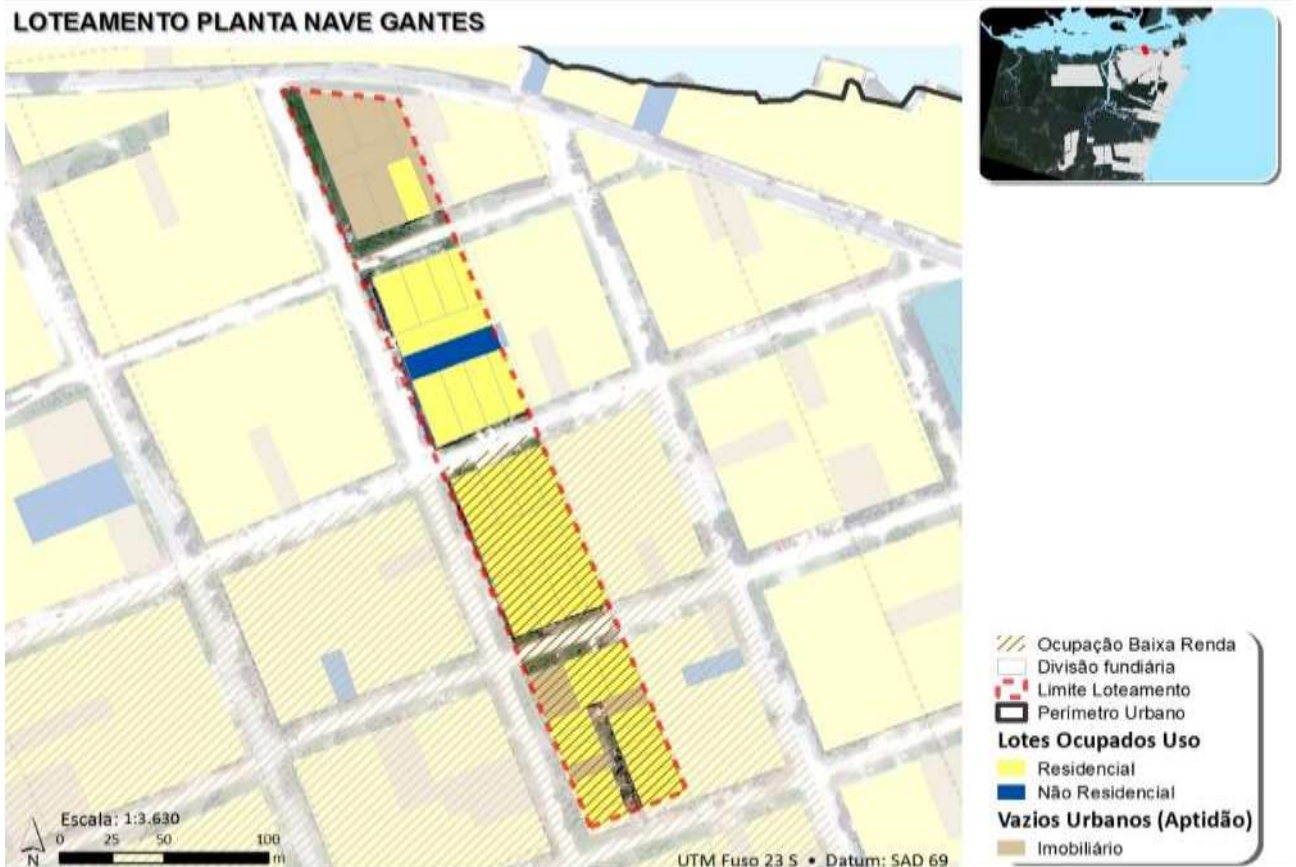 LOTEAMENTO PLANTA NAVE GANTES
Ocupação Baixa Renda
Divisão fundiária
Limite Loteamento
Perímetro Urbano
Lotes Ocupados Uso
Residencial
Não Residencial
Vazios Urbanos (Aptidão)
Imobiliário
Escala: 1:3.630
0 25 50 100
m
N
UTM Fuso 23 S • Datum: SAD 69